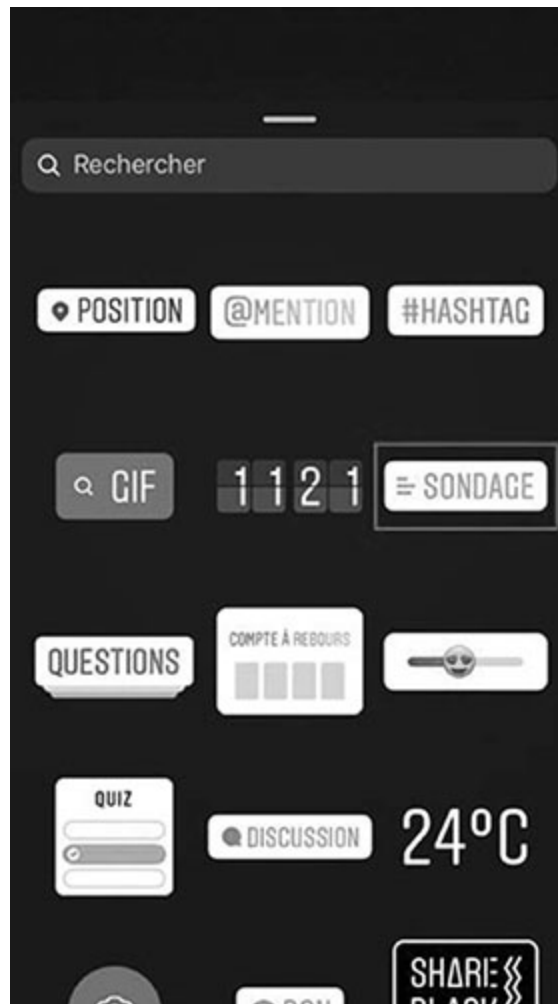 Rechercher
POSITION
@MENTION
#HASHTAG
GIF
1121
SONDAGE
QUESTIONS
COMPTE À REBOURS
QUIZ
DISCUSSION
24°C
SHARE